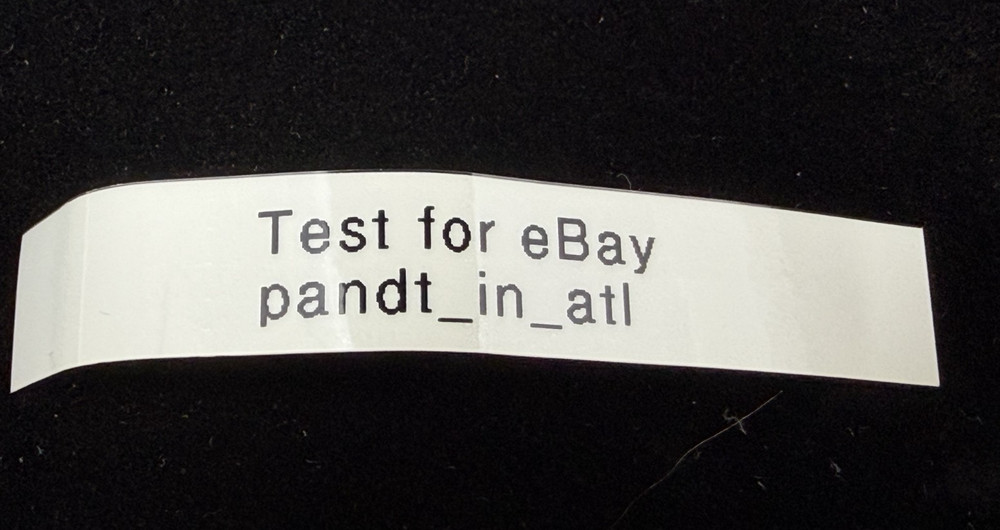 Test for eBay
pandt_in_atl